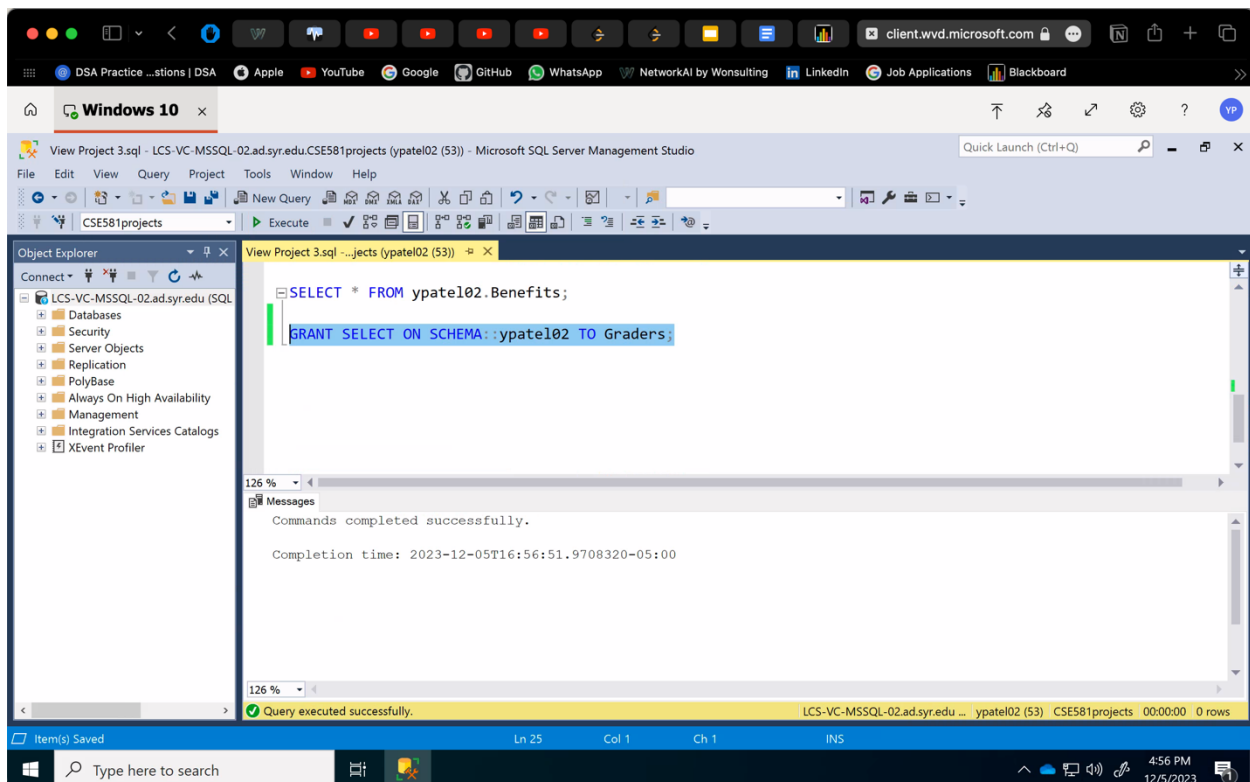 client.wvd.microsoft.com
DSA Practice ...stions | DSA Apple YouTube Google GitHub WhatsApp NetworkAI by Wonsulting LinkedIn Job Applications Blackboard
Windows 10 YP
View Project 3.sql - LCS-VC-MSSQL-02.ad.syr.edu.CSE581projects (ypatel02 (53)) - Microsoft SQL Server Management Studio Quick Launch (Ctrl+Q)
File Edit View Query Project Tools Window Help
New Query
CSE581projects Execute
Object Explorer
View Project 3.sql -...jects (ypatel02 (53))
Connect
LCS-VC-MSSQL-02.ad.syr.edu (SQL
Databases
Security
Server Objects
Replication
PolyBase
Always On High Availability
Management
Integration Services Catalogs
XEvent Profiler
SELECT * FROM ypatel02.Benefits;
GRANT SELECT ON SCHEMA::ypatel02 TO Graders;
126 %
Messages
Commands completed successfully.
Completion time: 2023-12-05T16:56:51.9708320-05:00
126 %
Query executed successfully. LCS-VC-MSSQL-02.ad.syr.edu ... ypatel02 (53) CSE581projects 00:00:00 0 rows
Item(s) Saved Ln 25 Col 1 Ch 1 INS
Type here to search 4:56 PM
12/5/2023